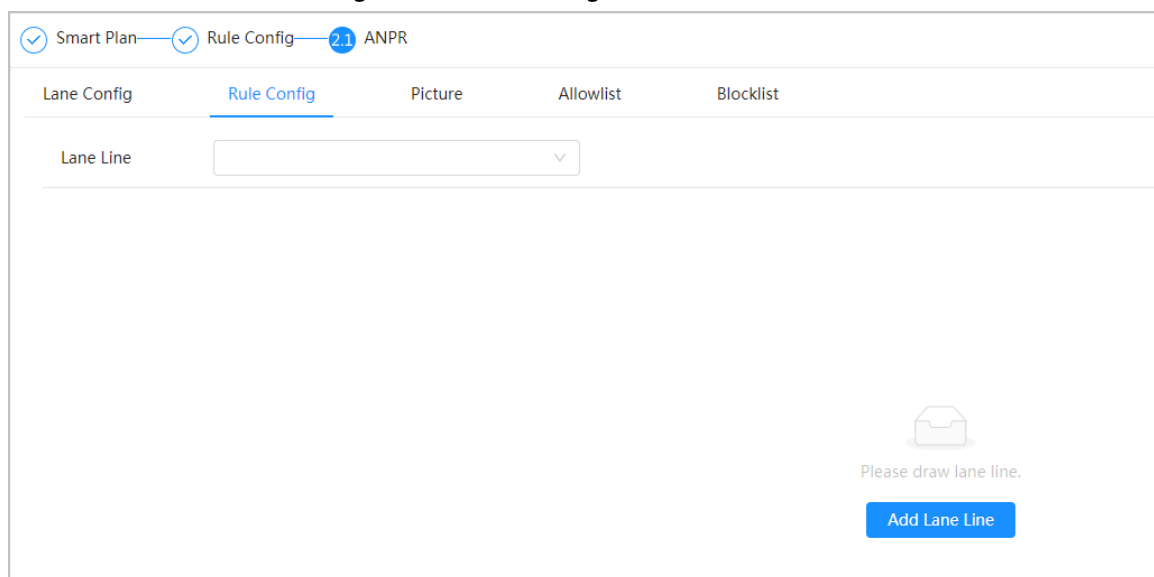 Smart Plan Rule Config 2.1 ANPR
Lane Config Rule Config Picture Allowlist Blocklist
Lane Line
Please draw lane line.
Add Lane Line